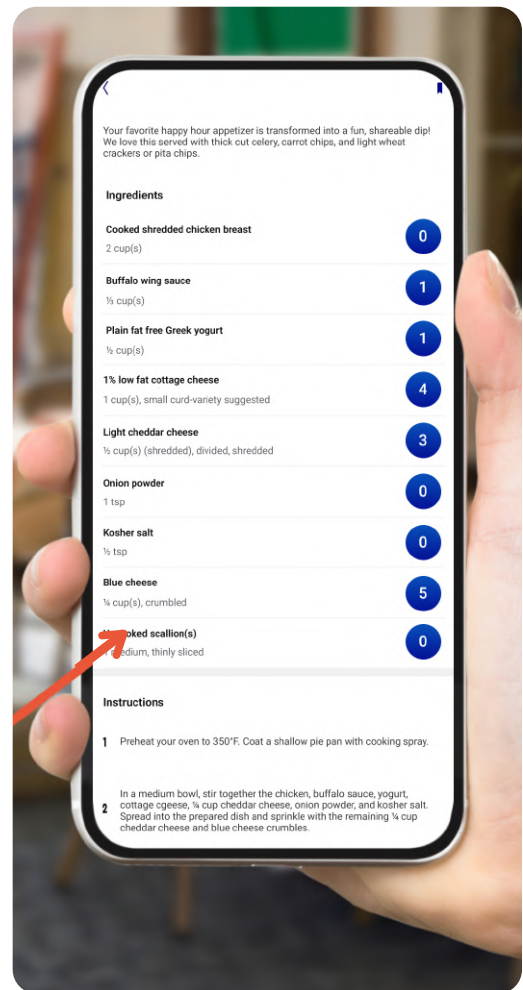 Your favorite happy hour appetizer is transformed into a fun, shareable dip!
We love this served with thick cut celery, carrot chips, and light wheat
crackers or pita chips.
Ingredients
Cooked shredded chicken breast
0
2 cup(s)
Buffalo wing sauce
1
⅓ cup(s)
Plain fat free Greek yogurt
1
½ cup(s)
1% low fat cottage cheese
4
1 cup(s), small curd-variety suggested
Light cheddar cheese
3
½ cup(s) (shredded), divided, shredded
Onion powder
0
1 tsp
Kosher salt
0
½ tsp
Blue cheese
5
¼ cup(s), crumbled
scallion(s)
0
medium, thinly sliced
Instructions
1 Preheat your oven to 350°F. Coat a shallow pie pan with cooking spray.
2 In a medium bowl, stir together the chicken, buffalo sauce, yogurt,
cottage cgeese, ¼ cup cheddar cheese, onion powder, and kosher salt.
Spread into the prepared dish and sprinkle with the remaining ¼ cup
cheddar cheese and blue cheese crumbles.